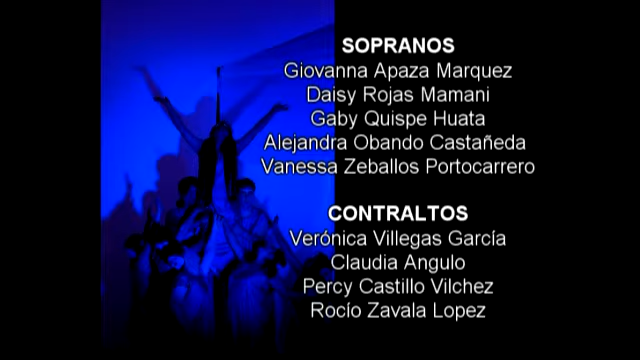 SOPRANOS
Giovanna Apaza Marquez
Daisy Rojas Mamani
Gaby Quispe Huata
Alejandra Obando Castañeda
Vanessa Zeballos Portocarrero
CONTRALTOS
Verónica Villegas García
Claudia Angulo
Percy Castillo Vilchez
Rocío Zavala Lopez